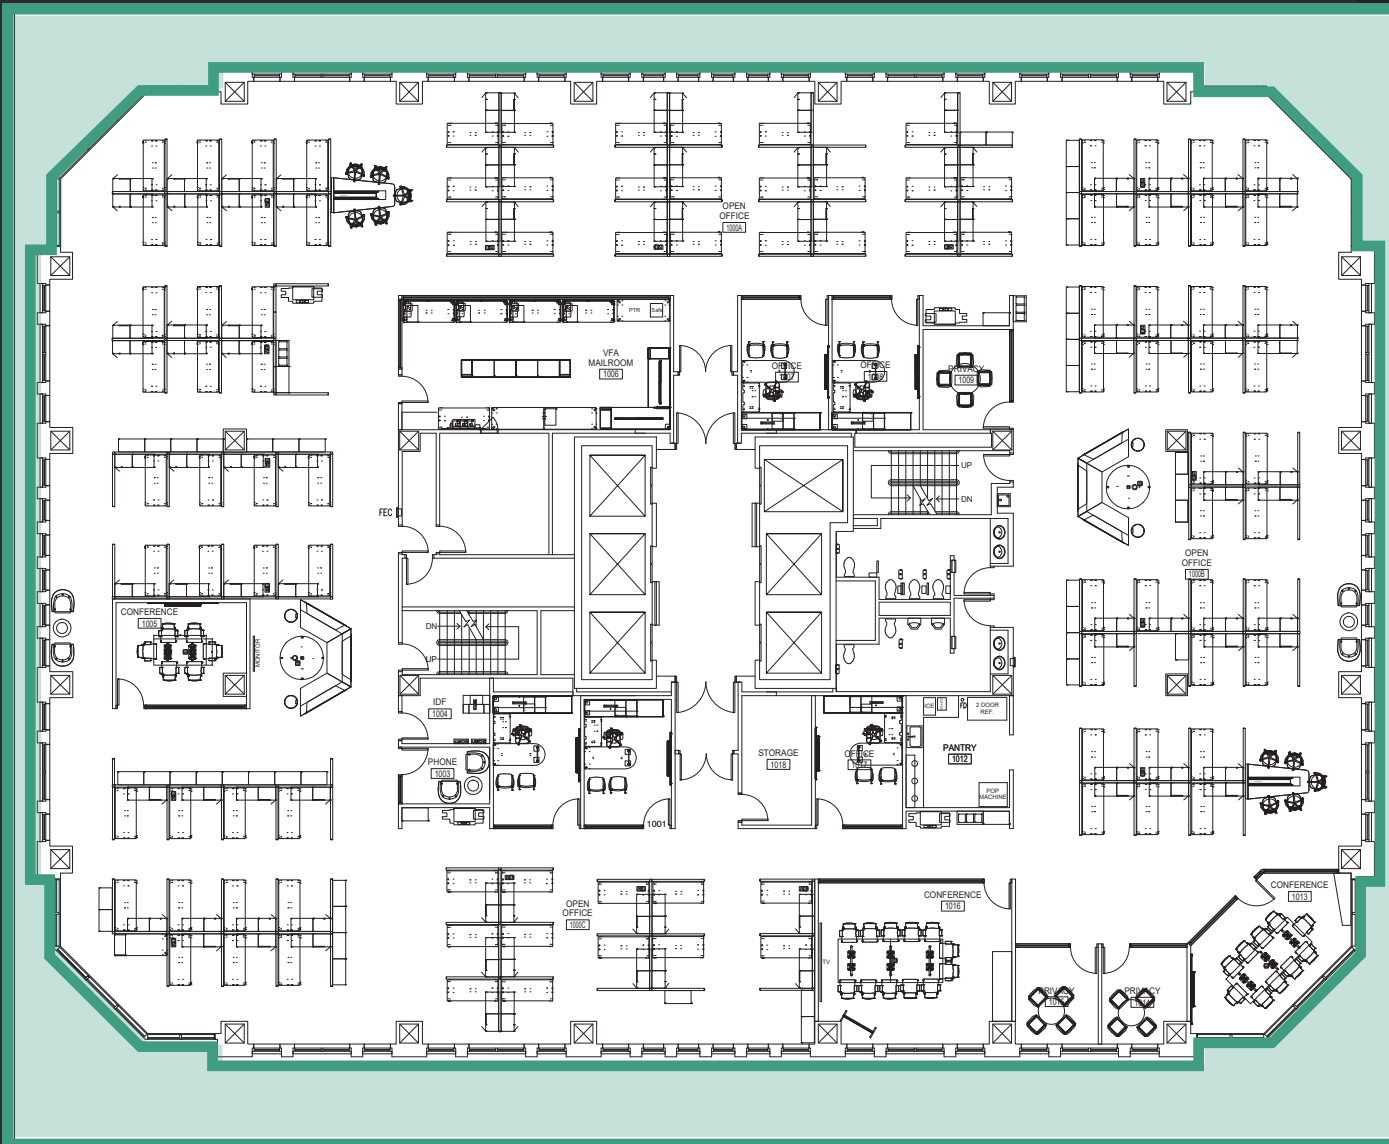 OPEN
OFFICE
1000A
PTR
Safe
VFA
MAILROOM
1006
OFFICE
OFFICE
PRIVACY
1009
UP
DN
FEC
OPEN
OFFICE
1000B
CONFERENCE
1005
MONITOR
DN
UP
IDF
1004
ICE
FD
2 DOOR
REF.
PHONE
1003
STORAGE
1018
OFFICE
PANTRY
1012
POP
MACHINE
1001
OPEN
OFFICE
1000C
CONFERENCE
1016
TV
CONFERENCE
1013
PRIVACY
PRIVACY